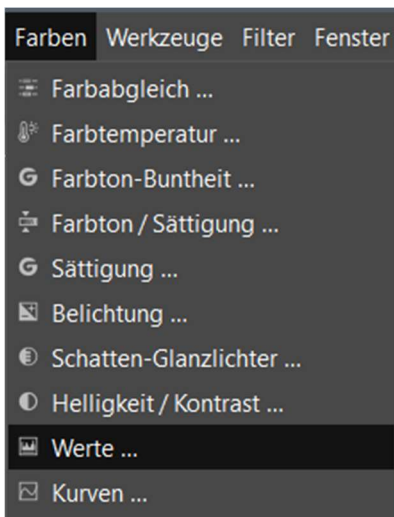 Farben Werkzeuge Filter Fenster
Farbabgleich ...
Farbtemperatur ...
Farbton-Buntheit ...
Farbton / Sättigung ...
Sättigung ...
Belichtung ...
Schatten-Glanzlichter ...
Helligkeit / Kontrast ...
Werte ...
Kurven ...